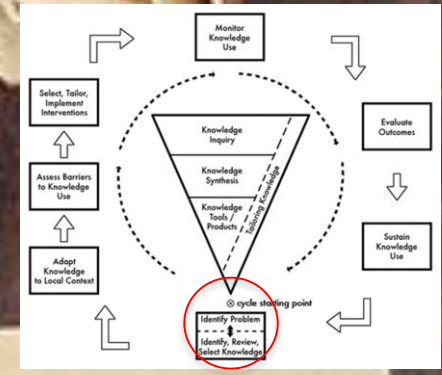 Monitor
Knowledge
Use
Select, Tailor,
Implement
Interventions
Evaluate
Outcomes
Knowledge
Inquiry
Knowledge
Synthesis
Knowledge
Tools /
Products
Tailoring Knowledge
Assess Barriers
to Knowledge
Use
Sustain
Knowledge
Use
Adapt
Knowledge
to Local Context
⊗ cycle starting point
Identify Problem
Identify, Review,
Select Knowledge